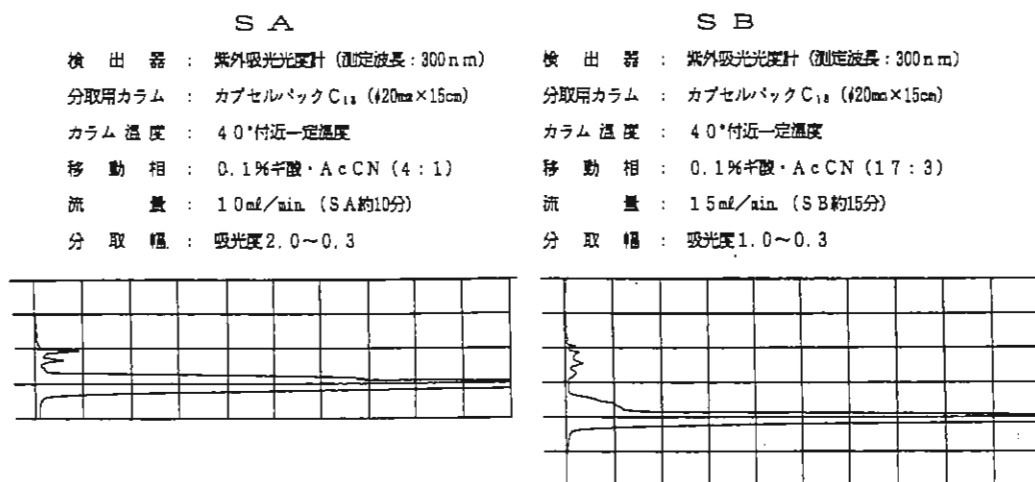 SA
検出器：紫外吸光光度計（測定波長：300nm）
分取用カラム：カプセルパックC₁₈（φ20mm×15cm）
カラム温度：40°付近一定温度
移動相：0.1%ギ酸・AcCN（4：1）
流量：10ml/min.（SA約10分）
分取幅：吸光度2.0～0.3
SB
検出器：紫外吸光光度計（測定波長：300nm）
分取用カラム：カプセルパックC₁₈（φ20mm×15cm）
カラム温度：40°付近一定温度
移動相：0.1%ギ酸・AcCN（17：3）
流量：15ml/min.（SB約15分）
分取幅：吸光度1.0～0.3